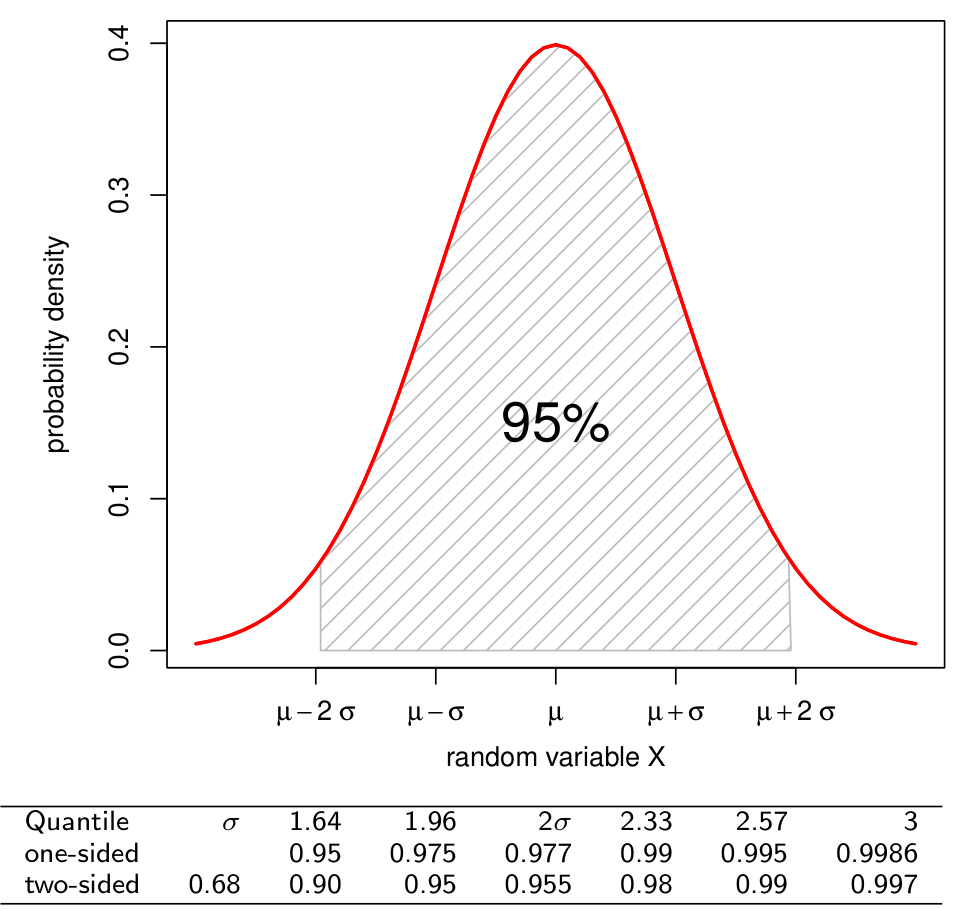 0.4
0.3
0.2
0.1
0.0
probability density
95%
μ−2 σ μ−σ μ μ+σ μ+2 σ
random variable X
Quantile σ 1.64 1.96 2σ 2.33 2.57 3
one-sided 0.95 0.975 0.977 0.99 0.995 0.9986
two-sided 0.68 0.90 0.95 0.955 0.98 0.99 0.997